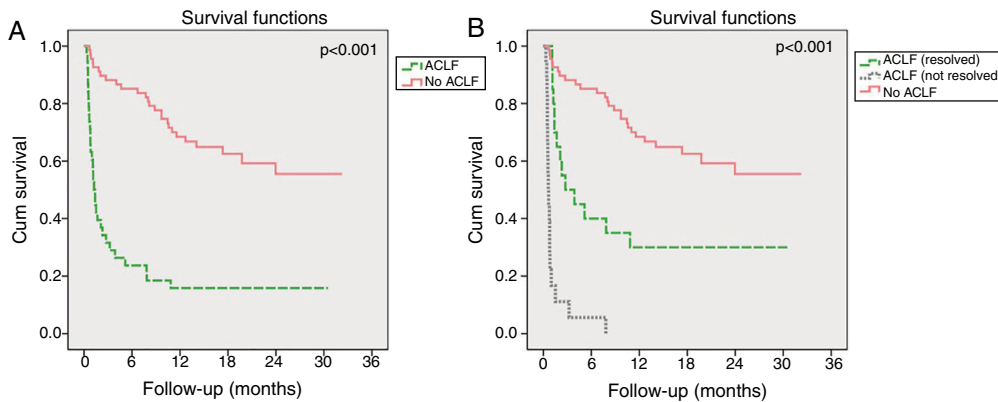 A
Survival functions
p<0.001
ACLF
No ACLF
1.0
0.8
0.6
0.4
0.2
0.0
Cum survival
0 6 12 18 24 30 36
Follow-up (months)
B
Survival functions
p<0.001
ACLF (resolved)
ACLF (not resolved
No ACLF
1.0
0.8
0.6
0.4
0.2
0.0
Cum survival
0 6 12 18 24 30 36
Follow-up (months)